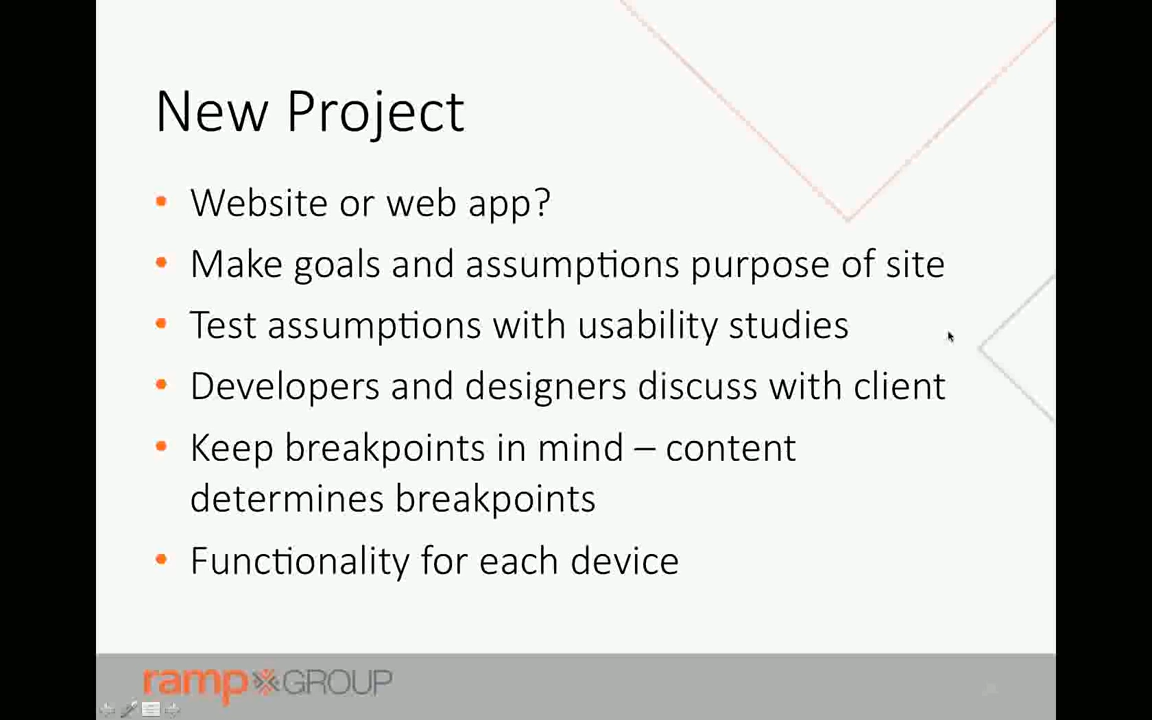 New Project
• Website or web app?
• Make goals and assumptions purpose of site
• Test assumptions with usability studies
• Developers and designers discuss with client
• Keep breakpoints in mind – content
determines breakpoints
• Functionality for each device
ramp GROUP